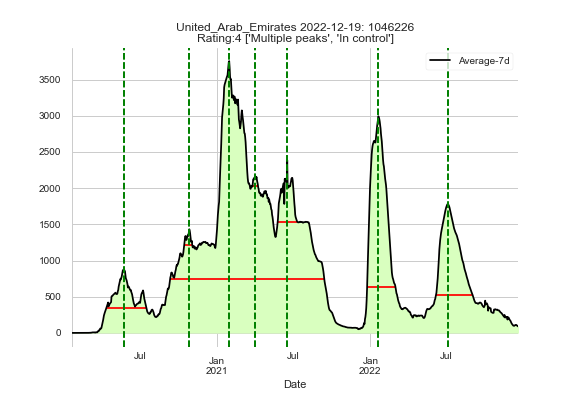 United_Arab_Emirates 2022-12-19: 1046226
Rating:4 ['Multiple peaks', 'In control']
Average-7d
3500
3000
2500
2000
1500
1000
500
0
Jul
Jan
2021
Jul
Jan
2022
Jul
Date